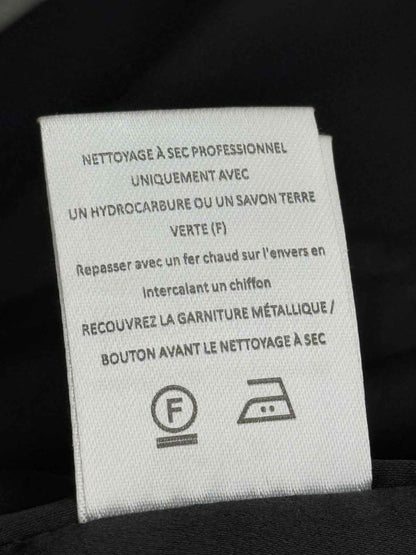 NETTOYAGE À SEC PROFESSIONNEL
UNIQUEMENT AVEC
UN HYDROCARBURE OU UN SAVON TERRE
VERTE (F)
Repasser avec un fer chaud sur l'envers en
intercalant un chiffon
RECOUVREZ LA GARNITURE MÉTALLIQUE /
BOUTON AVANT LE NETTOYAGE À SEC
F